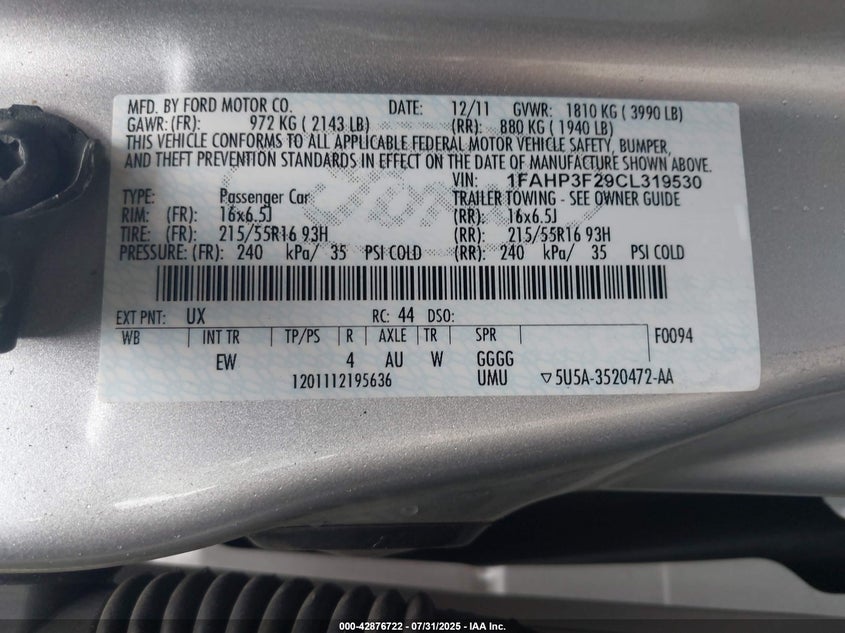 MFD. BY FORD MOTOR CO. DATE: 12/11 GVWR: 1810 KG ( 3990 LB)
GAWR: (FR): 972 KG ( 2143 LB) (RR): 880 KG ( 1940 LB)
THIS VEHICLE CONFORMS TO ALL APPLICABLE FEDERAL MOTOR VEHICLE SAFETY, BUMPER,
AND THEFT PREVENTION STANDARDS IN EFFECT ON THE DATE OF MANUFACTURE SHOWN ABOVE.
VIN: 1FAHP3F29CL319530
TYPE: Passenger Car TRAILER TOWING - SEE OWNER GUIDE
RIM: (FR): 16x6.5J (RR): 16x6.5J
TIRE: (FR): 215/55R16 93H (RR): 215/55R16 93H
PRESSURE: (FR): 240 kPa/ 35 PSI COLD (RR): 240 kPa/ 35 PSI COLD
EXT PNT: UX RC: 44 DSO:
WB INT TR TP/PS R AXLE TR SPR F0094
EW 4 AU W GGGG
1201112195636 UMU ▽5U5A-3520472-AA
000-42876722 - 07/31/2025 - IAA Inc.